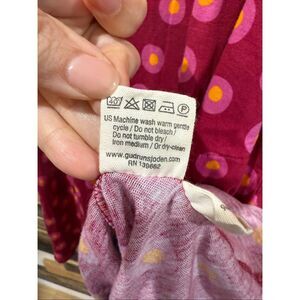 US Machine wash warm gentle
cycle / Do not bleach /
Do not tumble dry /
Iron medium / Or dry-clean
www.gudrunsjoden.com
RN 139662